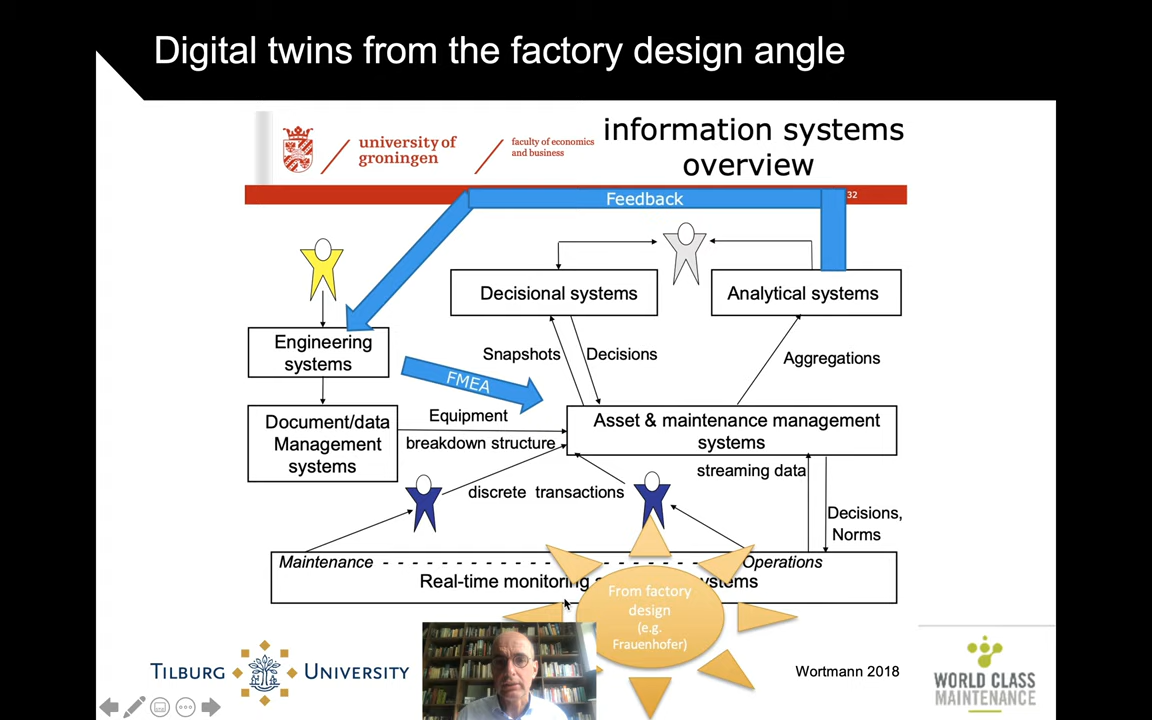 Digital twins from the factory design angle
university of
groningen
faculty of economics
and business
information systems
overview
32
Feedback
Decisional systems
Analytical systems
Engineering
systems
Snapshots
Decisions
Aggregations
FMEA
Document/data
Management
systems
Equipment
breakdown structure
Asset & maintenance management
systems
streaming data
discrete transactions
Decisions,
Norms
Maintenance
Operations
Real-time monitoring
From factory
design
(e.g.
Frauenhofer)
TILBURG UNIVERSITY
Wortmann 2018
WORLD CLASS
MAINTENANCE